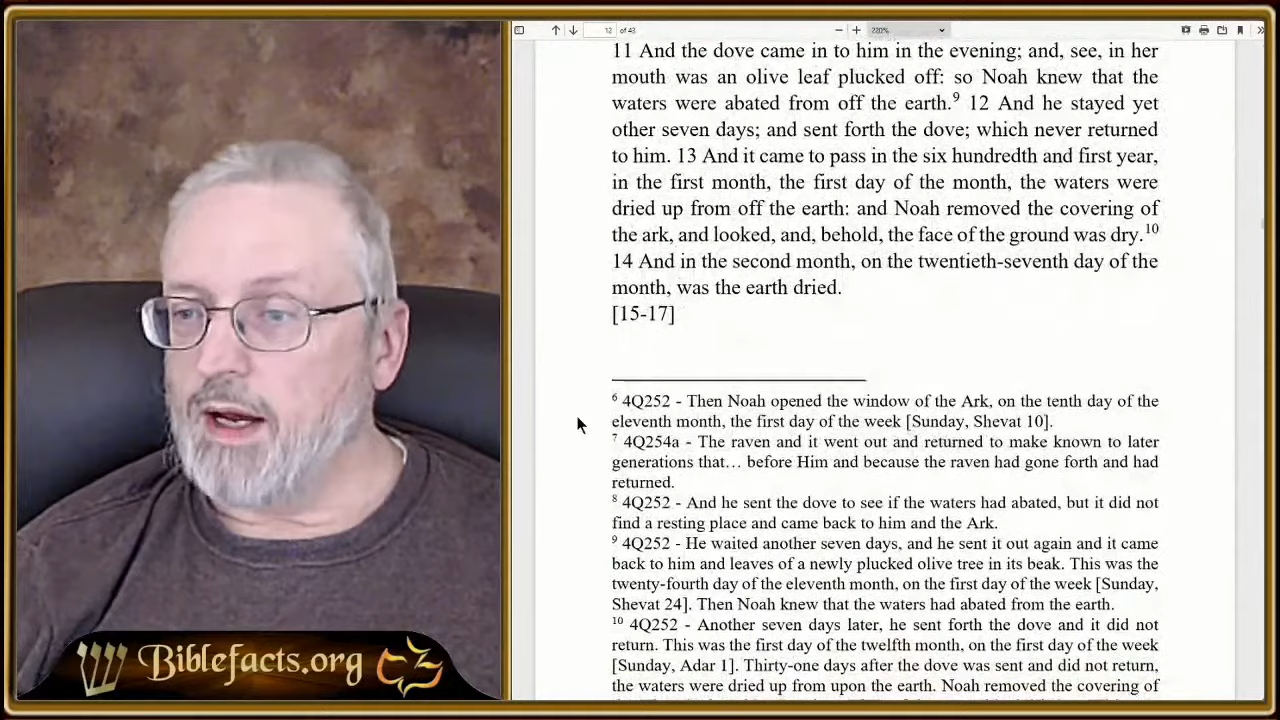 12 of 43
220%
11 And the dove came in to him in the evening; and, see, in her
mouth was an olive leaf plucked off: so Noah knew that the
waters were abated from off the earth.⁹ 12 And he stayed yet
other seven days; and sent forth the dove; which never returned
to him. 13 And it came to pass in the six hundredth and first year,
in the first month, the first day of the month, the waters were
dried up from off the earth: and Noah removed the covering of
the ark, and looked, and, behold, the face of the ground was dry.¹⁰
14 And in the second month, on the twentieth-seventh day of the
month, was the earth dried.
[15-17]
⁶ 4Q252 - Then Noah opened the window of the Ark, on the tenth day of the
eleventh month, the first day of the week [Sunday, Shevat 10].
⁷ 4Q254a - The raven and it went out and returned to make known to later
generations that… before Him and because the raven had gone forth and had
returned.
⁸ 4Q252 - And he sent the dove to see if the waters had abated, but it did not
find a resting place and came back to him and the Ark.
⁹ 4Q252 - He waited another seven days, and he sent it out again and it came
back to him and leaves of a newly plucked olive tree in its beak. This was the
twenty-fourth day of the eleventh month, on the first day of the week [Sunday,
Shevat 24]. Then Noah knew that the waters had abated from the earth.
¹⁰ 4Q252 - Another seven days later, he sent forth the dove and it did not
return. This was the first day of the twelfth month, on the first day of the week
[Sunday, Adar 1]. Thirty-one days after the dove was sent and did not return,
the waters were dried up from upon the earth. Noah removed the covering of
Biblefacts.org